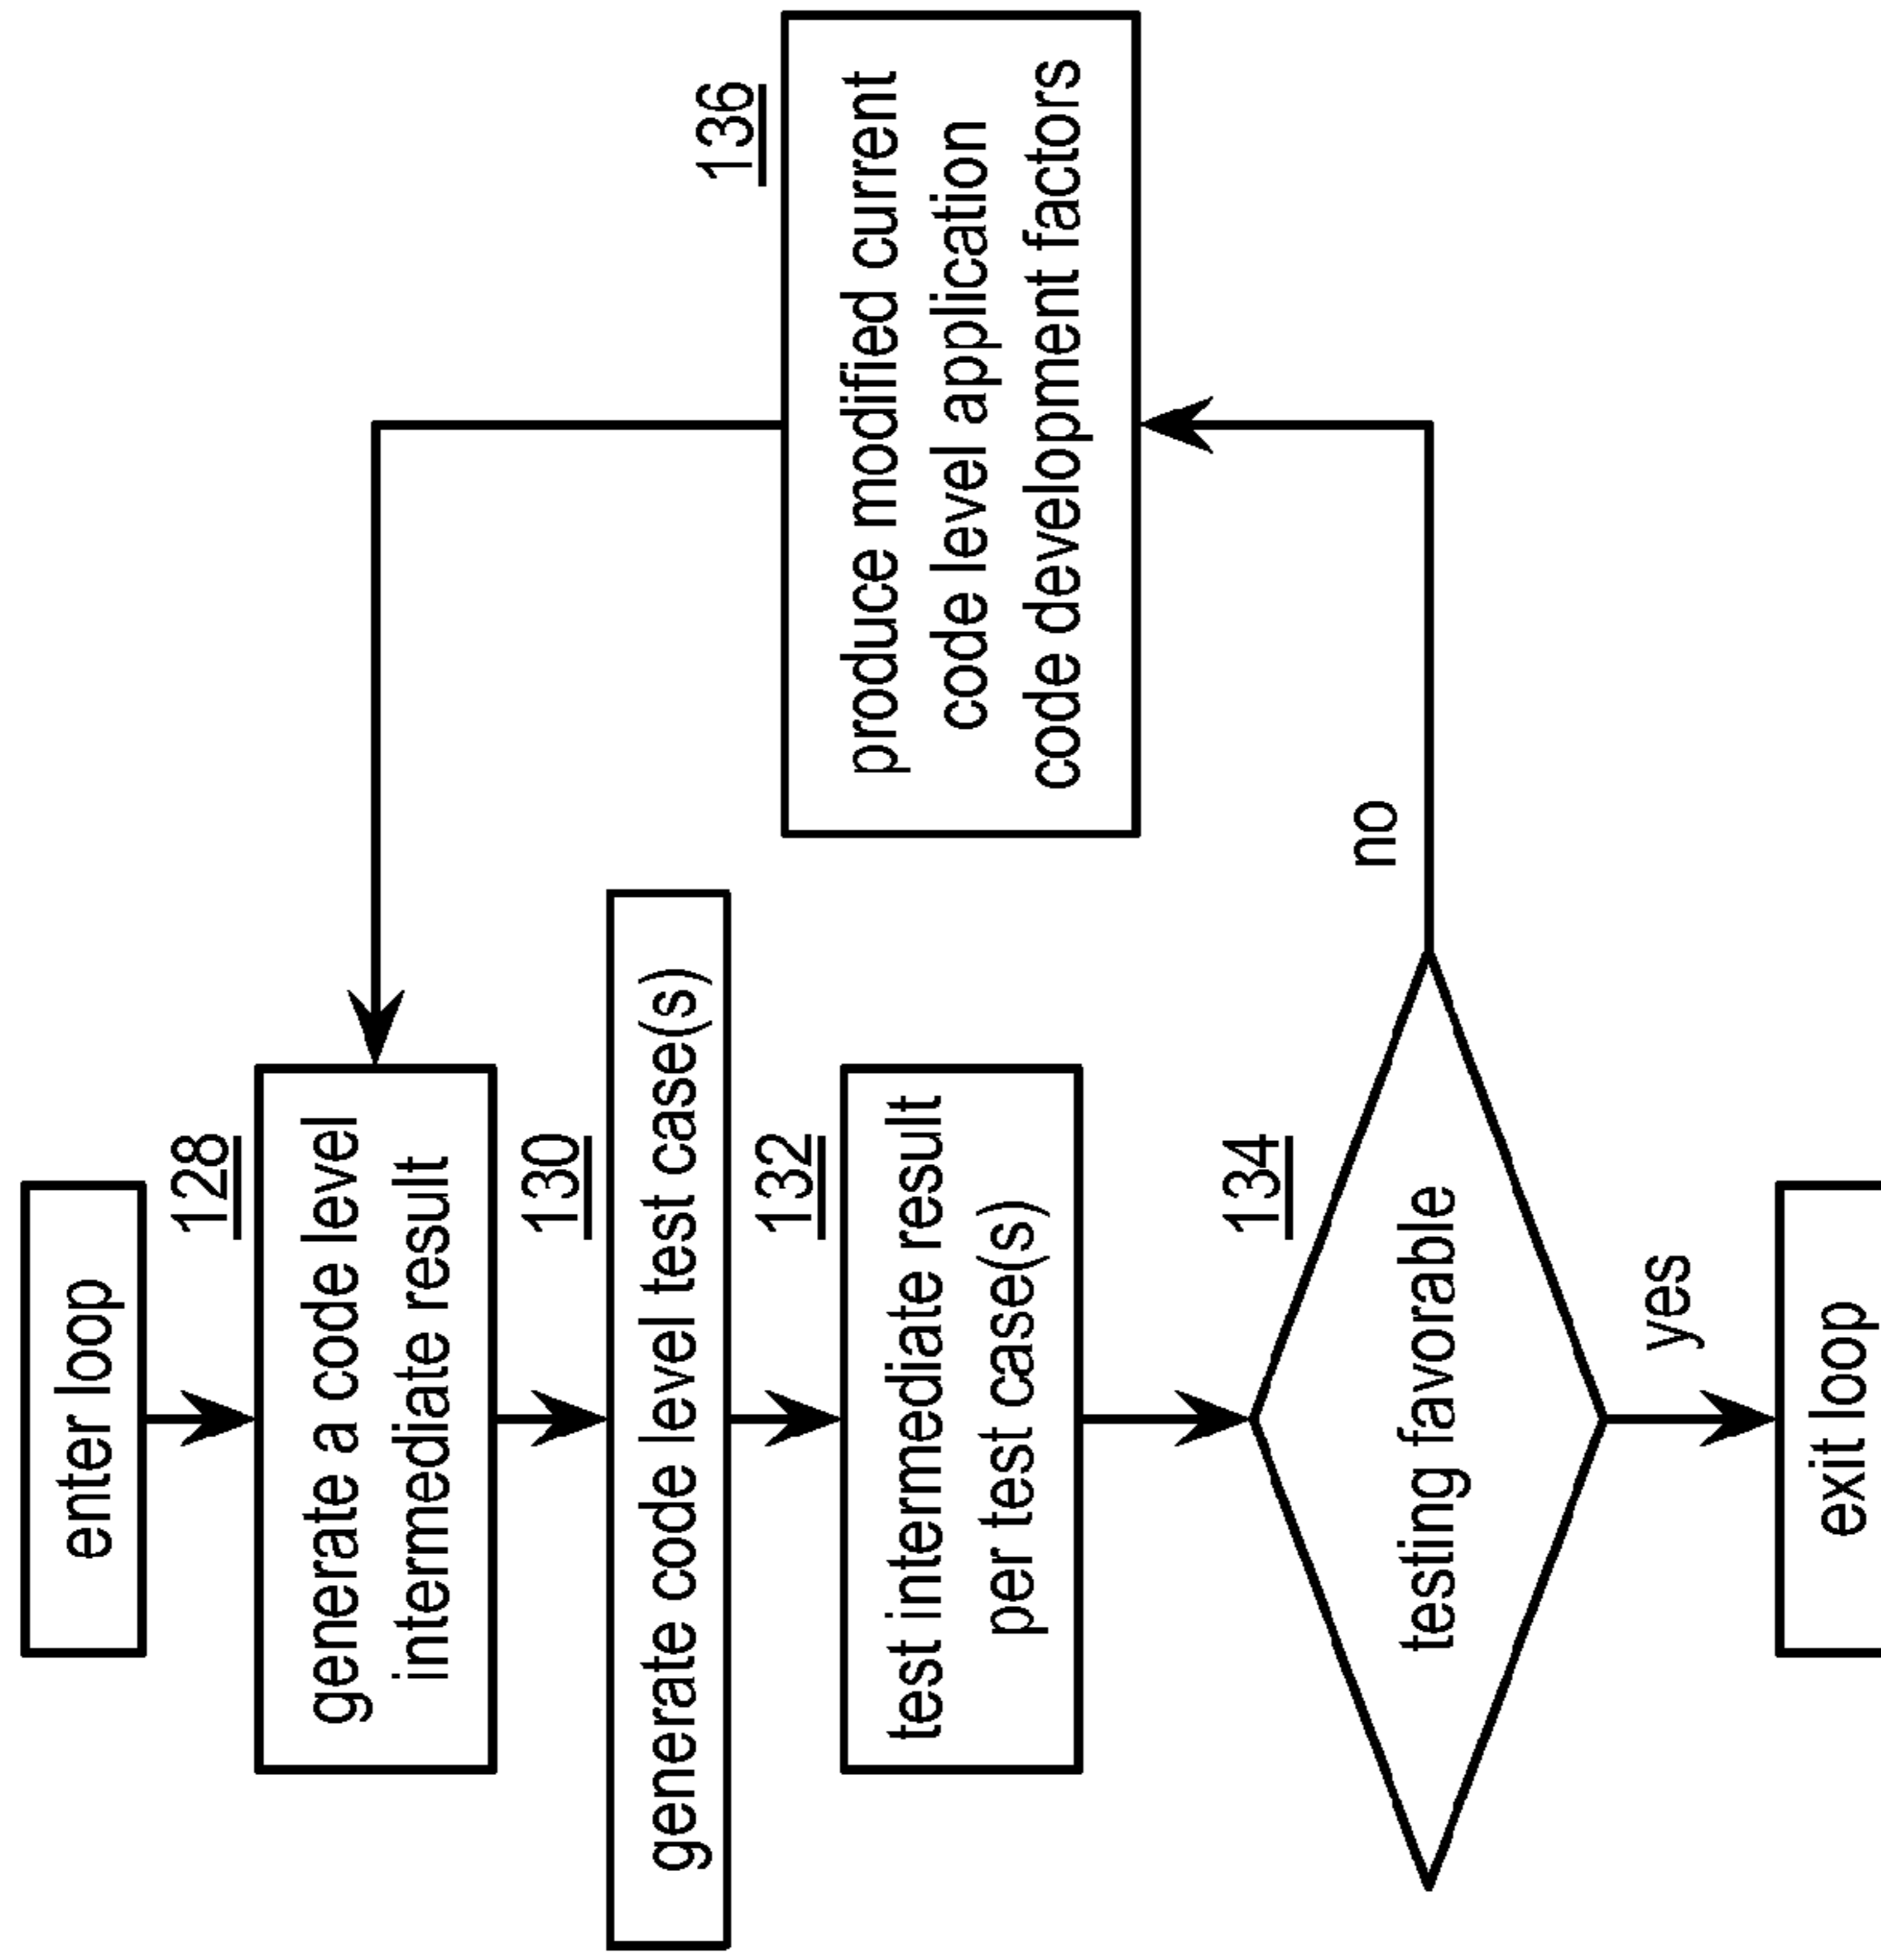 enter loop
128
generate a code level
intermediate result
130
generate code level test case(s)
132
test intermediate result
per test case(s)
134
testing favorable
no
yes
exit loop
136
produce modified current
code level application
code development factors